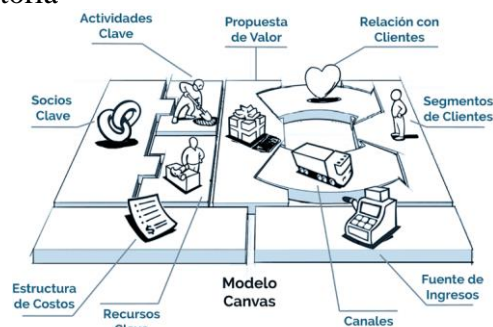 Actividades
Clave
Propuesta
de Valor
Relación con
Clientes
Socios
Clave
Segmentos
de Clientes
Estructura
de Costos
Recursos
Modelo
Canvas
Canales
Fuente de
Ingresos